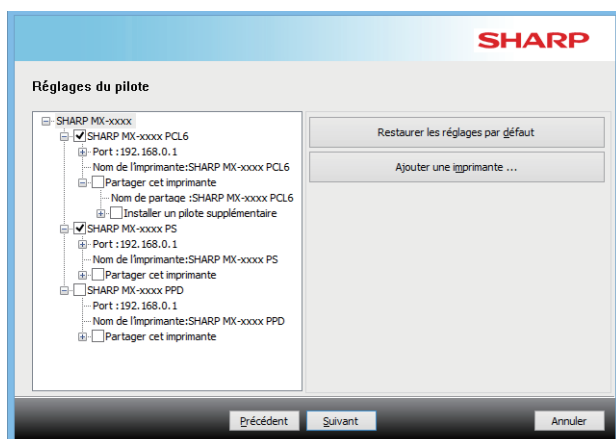 SHARP
Réglages du pilote
SHARP MX-xxxx
SHARP MX-xxxx PCL6
Port :192.168.0.1
Nom de l'imprimante:SHARP MX-xxxx PCL6
Partager cet imprimante
Nom de partage :SHARP MX-xxxx PCL6
Installer un pilote supplémentaire
SHARP MX-xxxx PS
Port :192.168.0.1
Nom de l'imprimante:SHARP MX-xxxx PS
Partager cet imprimante
SHARP MX-xxxx PPD
Port :192.168.0.1
Nom de l'imprimante:SHARP MX-xxxx PPD
Partager cet imprimante
Restaurer les réglages par défaut
Ajouter une imprimante ...
Précédent
Suivant
Annuler